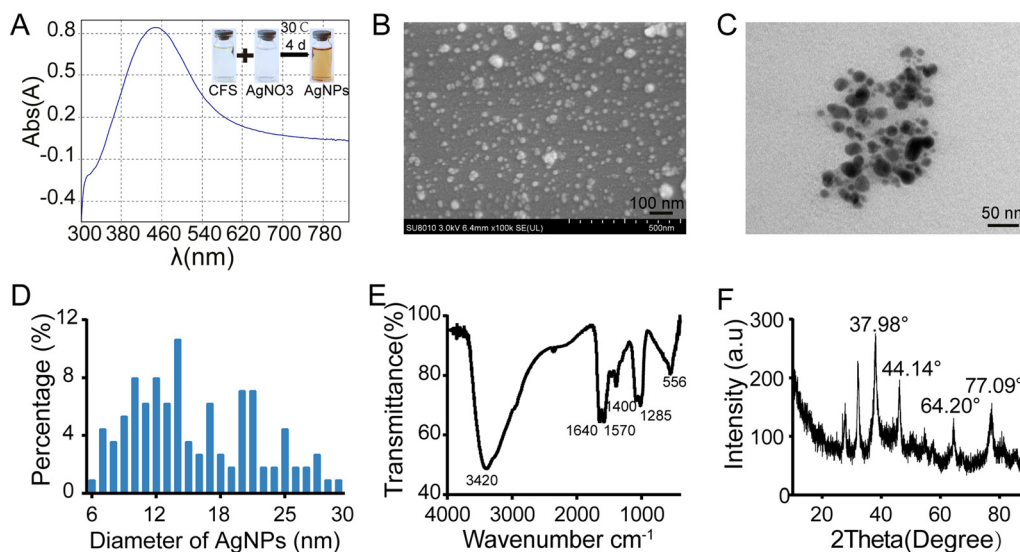 A
Abs(A)
0.8
0.5
0.2
-0.1
-0.4
300 380 460 540 620 700 780
λ(nm)
30℃
4 d
CFS
AgNO3
AgNPs
B
100 nm
SU8010 3.0kV 6.4mm x100k SE(UL)
500nm
C
50 nm
D
Percentage (%)
12
8
4
0
6 12 18 25 30
Diameter of AgNPs (nm)
E
Transmittance(%)
100
80
60
40
3420
1640
1570
1400
1285
556
4000 3000 2000 1000
Wavenumber cm⁻¹
F
Intensity (a.u)
300
200
100
0
37.98°
44.14°
64.20°
77.09°
20 40 60 80
2Theta(Degree)